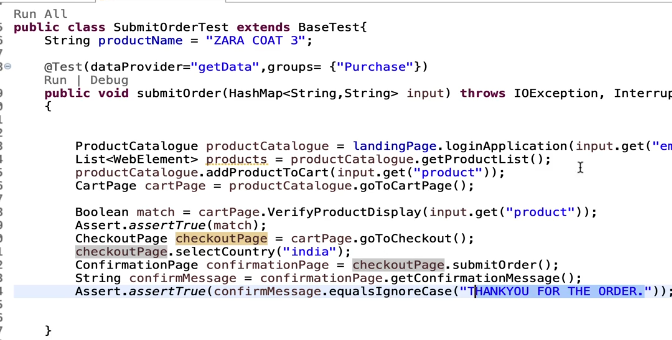 Run All
public class SubmitOrderTest extends BaseTest{
String productName = "ZARA COAT 3";
@Test(dataProvider="getData",groups= {"Purchase"})
Run | Debug
public void submitOrder(HashMap<String,String> input) throws IOException, Interrup
{
ProductCatalogue productCatalogue = landingPage.loginApplication(input.get("em
List<WebElement> products = productCatalogue.getProductList();
productCatalogue.addProductToCart(input.get("product"));
CartPage cartPage = productCatalogue.goToCartPage();
Boolean match = cartPage.VerifyProductDisplay(input.get("product"));
Assert.assertTrue(match);
CheckoutPage checkoutPage = cartPage.goToCheckout();
checkoutPage.selectCountry("india");
ConfirmationPage confirmationPage = checkoutPage.submitOrder();
String confirmMessage = confirmationPage.getConfirmationMessage();
Assert.assertTrue(confirmMessage.equalsIgnoreCase("THANKYOU FOR THE ORDER."));
}